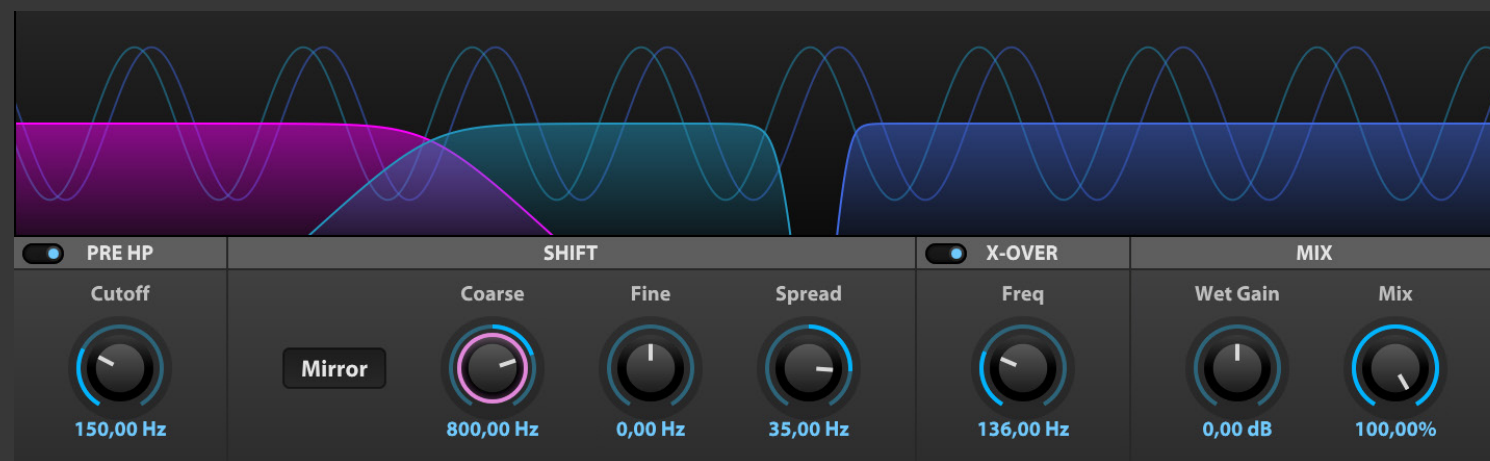 PRE HP SHIFT X-OVER MIX
Cutoff Coarse Fine Spread Freq Wet Gain Mix
Mirror
150,00 Hz 800,00 Hz 0,00 Hz 35,00 Hz 136,00 Hz 0,00 dB 100,00%